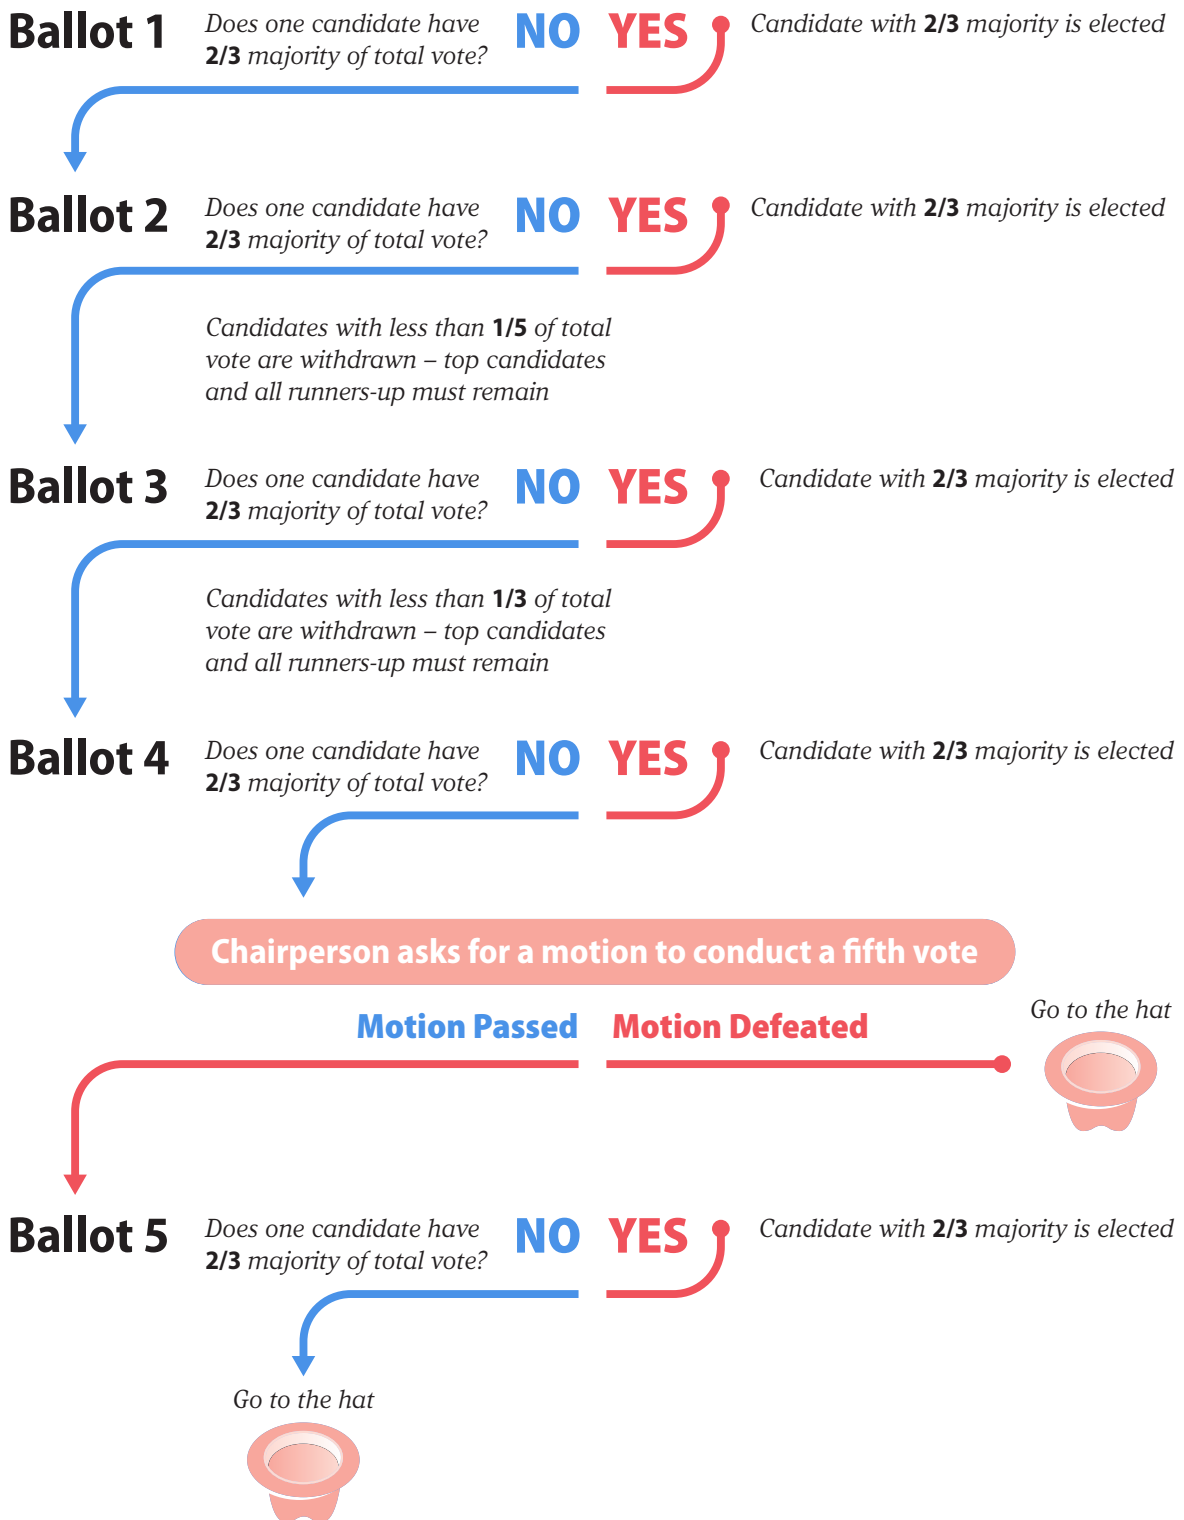 Ballot 1
Does one candidate have
2/3 majority of total vote?
NO YES
Candidate with 2/3 majority is elected
Ballot 2
Does one candidate have
2/3 majority of total vote?
NO YES
Candidate with 2/3 majority is elected
Candidates with less than 1/5 of total
vote are withdrawn – top candidates
and all runners-up must remain
Ballot 3
Does one candidate have
2/3 majority of total vote?
NO YES
Candidate with 2/3 majority is elected
Candidates with less than 1/3 of total
vote are withdrawn – top candidates
and all runners-up must remain
Ballot 4
Does one candidate have
2/3 majority of total vote?
NO YES
Candidate with 2/3 majority is elected
Chairperson asks for a motion to conduct a fifth vote
Motion Passed Motion Defeated
Go to the hat
Ballot 5
Does one candidate have
2/3 majority of total vote?
NO YES
Candidate with 2/3 majority is elected
Go to the hat